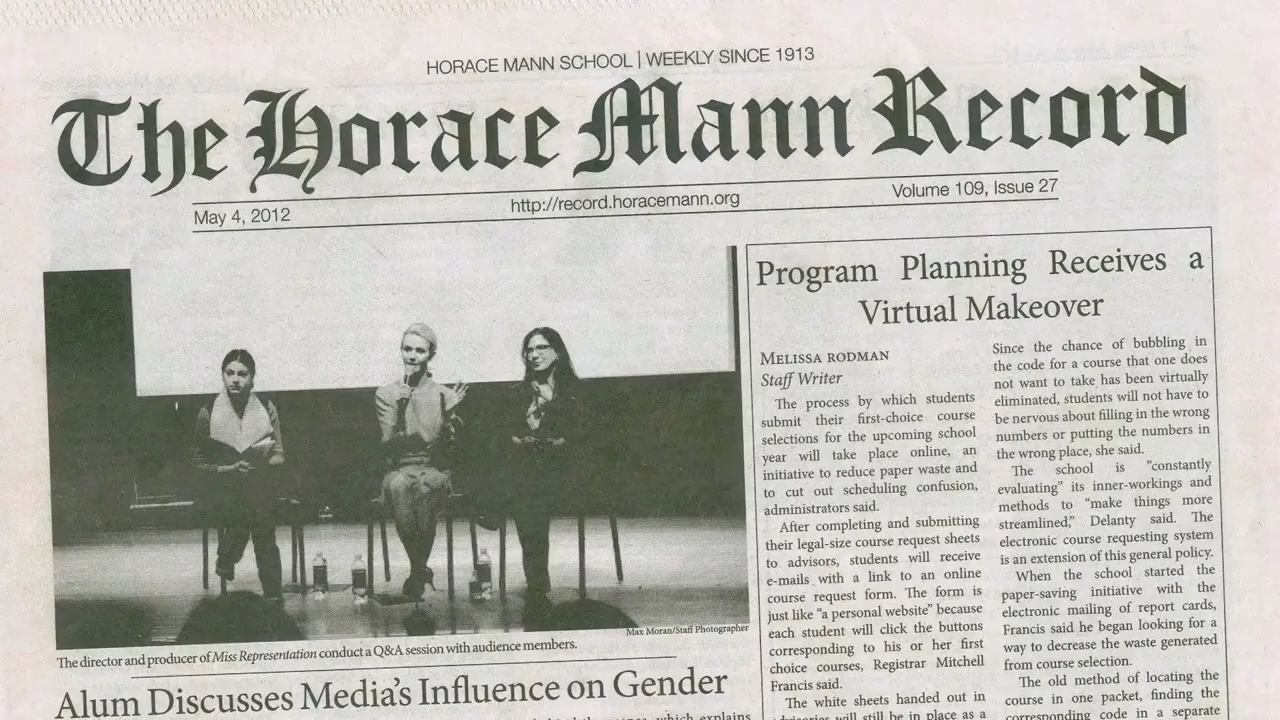 HORACE MANN SCHOOL | WEEKLY SINCE 1913
The Horace Mann Record
May 4, 2012
http://record.horacemann.org
Volume 109, Issue 27
Max Moran/Staff Photographer
The director and producer of Miss Representation conduct a Q&A session with audience members.
Alum Discusses Media's Influence on Gender
which explains
Program Planning Receives a
Virtual Makeover
MELISSA RODMAN
Staff Writer
The process by which students
submit their first-choice course
selections for the upcoming school
year will take place online, an
initiative to reduce paper waste and
to cut out scheduling confusion,
administrators said.
After completing and submitting
their legal-size course request sheets
to advisors, students will receive
e-mails with a link to an online
course request form. The form is
just like "a personal website" because
each student will click the buttons
corresponding to his or her first
choice courses, Registrar Mitchell
Francis said.
The white sheets handed out in
advisories will still be in place as a
Since the chance of bubbling in
the code for a course that one does
not want to take has been virtually
eliminated, students will not have to
be nervous about filling in the wrong
numbers or putting the numbers in
the wrong place, she said.
The school is "constantly
evaluating" its inner-workings and
methods to "make things more
streamlined," Delanty said. The
electronic course requesting system
is an extension of this general policy.
When the school started the
paper-saving initiative with the
electronic mailing of report cards,
Francis said he began looking for a
way to decrease the waste generated
from course selection.
The old method of locating the
course in one packet, finding the
corresponding code in a separate